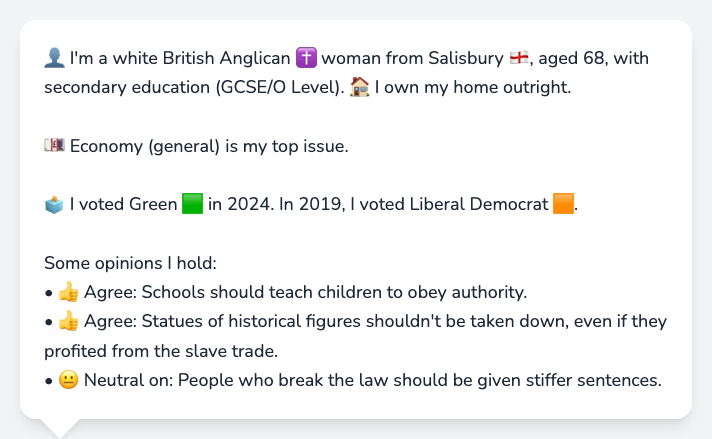 👤 I'm a white British Anglican ✝️ woman from Salisbury 🏴󠁧󠁢󠁥󠁮󠁧󠁿, aged 68, with
secondary education (GCSE/O Level). 🏠 I own my home outright.
💷 Economy (general) is my top issue.
🗳️ I voted Green 🟩 in 2024. In 2019, I voted Liberal Democrat 🟧.
Some opinions I hold:
• 👍 Agree: Schools should teach children to obey authority.
• 👍 Agree: Statues of historical figures shouldn't be taken down, even if they
profited from the slave trade.
• 😐 Neutral on: People who break the law should be given stiffer sentences.